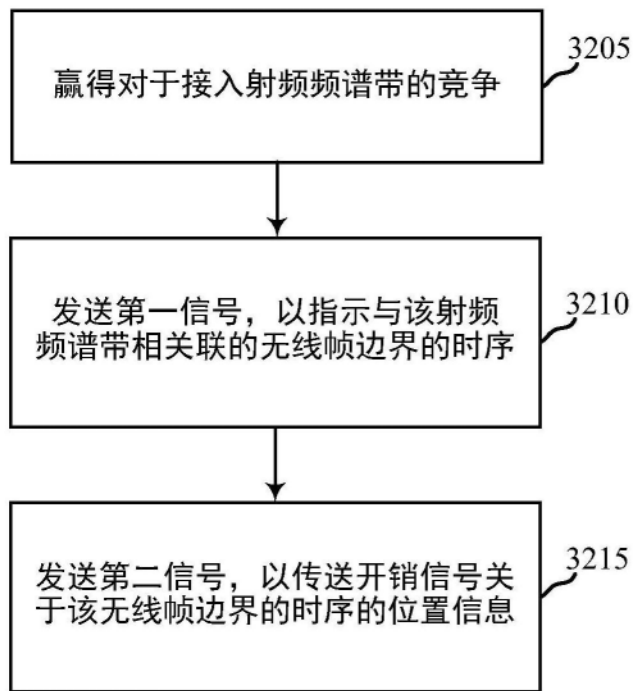 赢得对于接入射频频谱带的竞争
3205
发送第一信号，以指示与该射频
频谱带相关联的无线帧边界的时序
3210
发送第二信号，以传送开销信号关
于该无线帧边界的时序的位置信息
3215